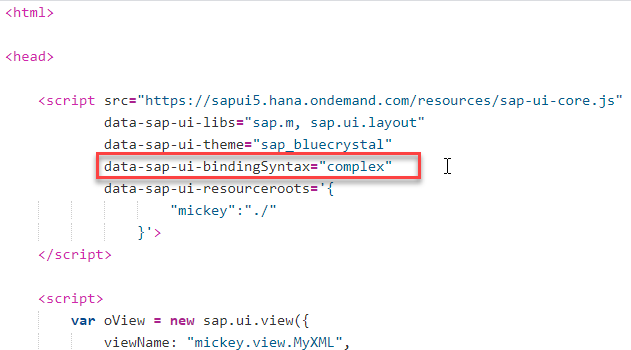 <html>
<head>
<script src="https://sapui5.hana.ondemand.com/resources/sap-ui-core.js"
data-sap-ui-libs="sap.m, sap.ui.layout"
data-sap-ui-theme="sap_bluecrystal"
data-sap-ui-bindingSyntax="complex"
data-sap-ui-resourceroots='{
"mickey":"./"
}'>
</script>
<script>
var oView = new sap.ui.view({
viewName: "mickey.view.MyXML",